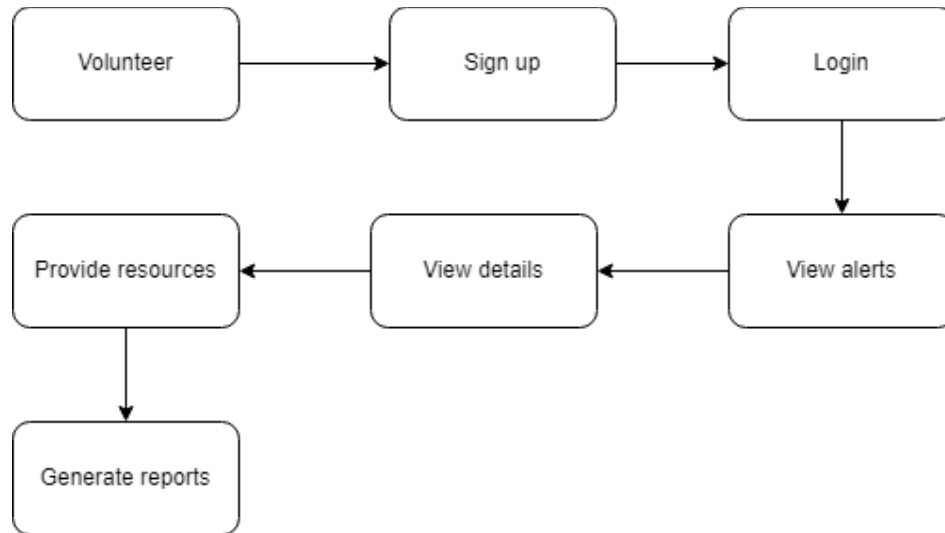 Volunteer
Sign up
Login
Provide resources
View details
View alerts
Generate reports